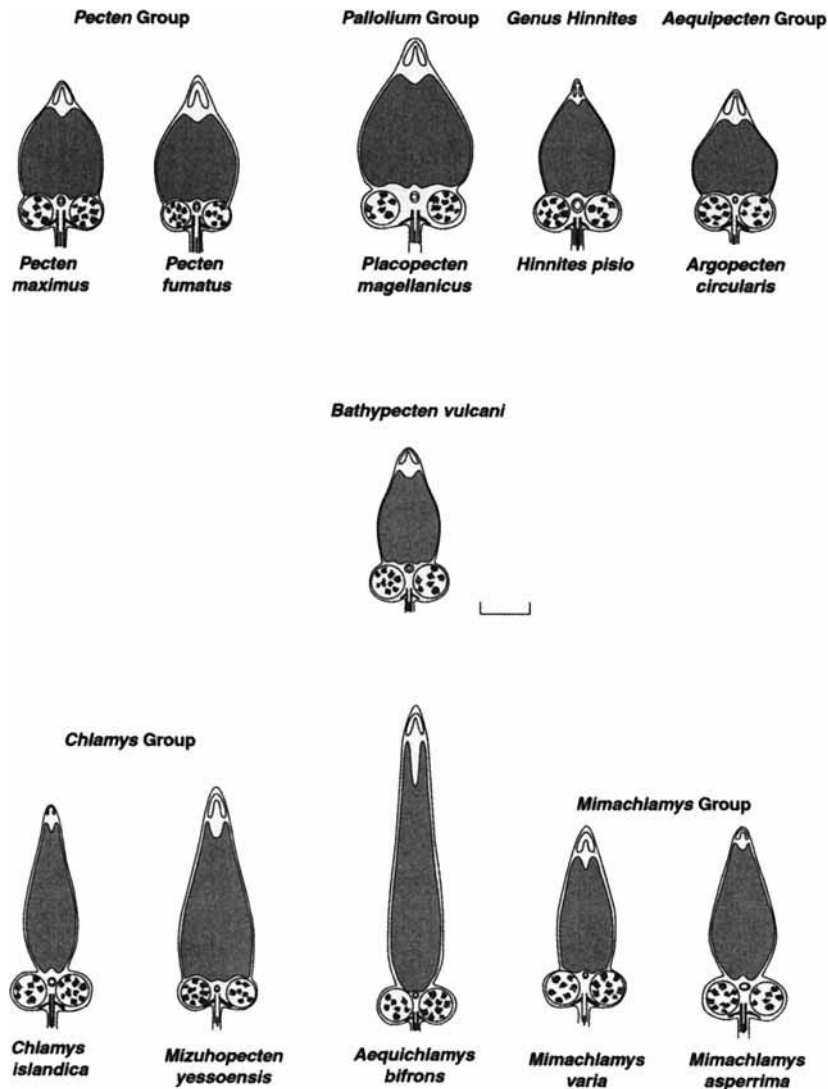 Pecten Group
Pallolium Group
Genus Hinnites
Aequipecten Group
Pecten
maximus
Pecten
fumatus
Placopecten
magellanicus
Hinnites pisio
Argopecten
circularis
Bathypecten vulcani
Chlamys Group
Mimachlamys Group
Chlamys
islandica
Mizuhopecten
yessoensis
Aequichlamys
bifrons
Mimachlamys
varia
Mimachlamys
asperrima